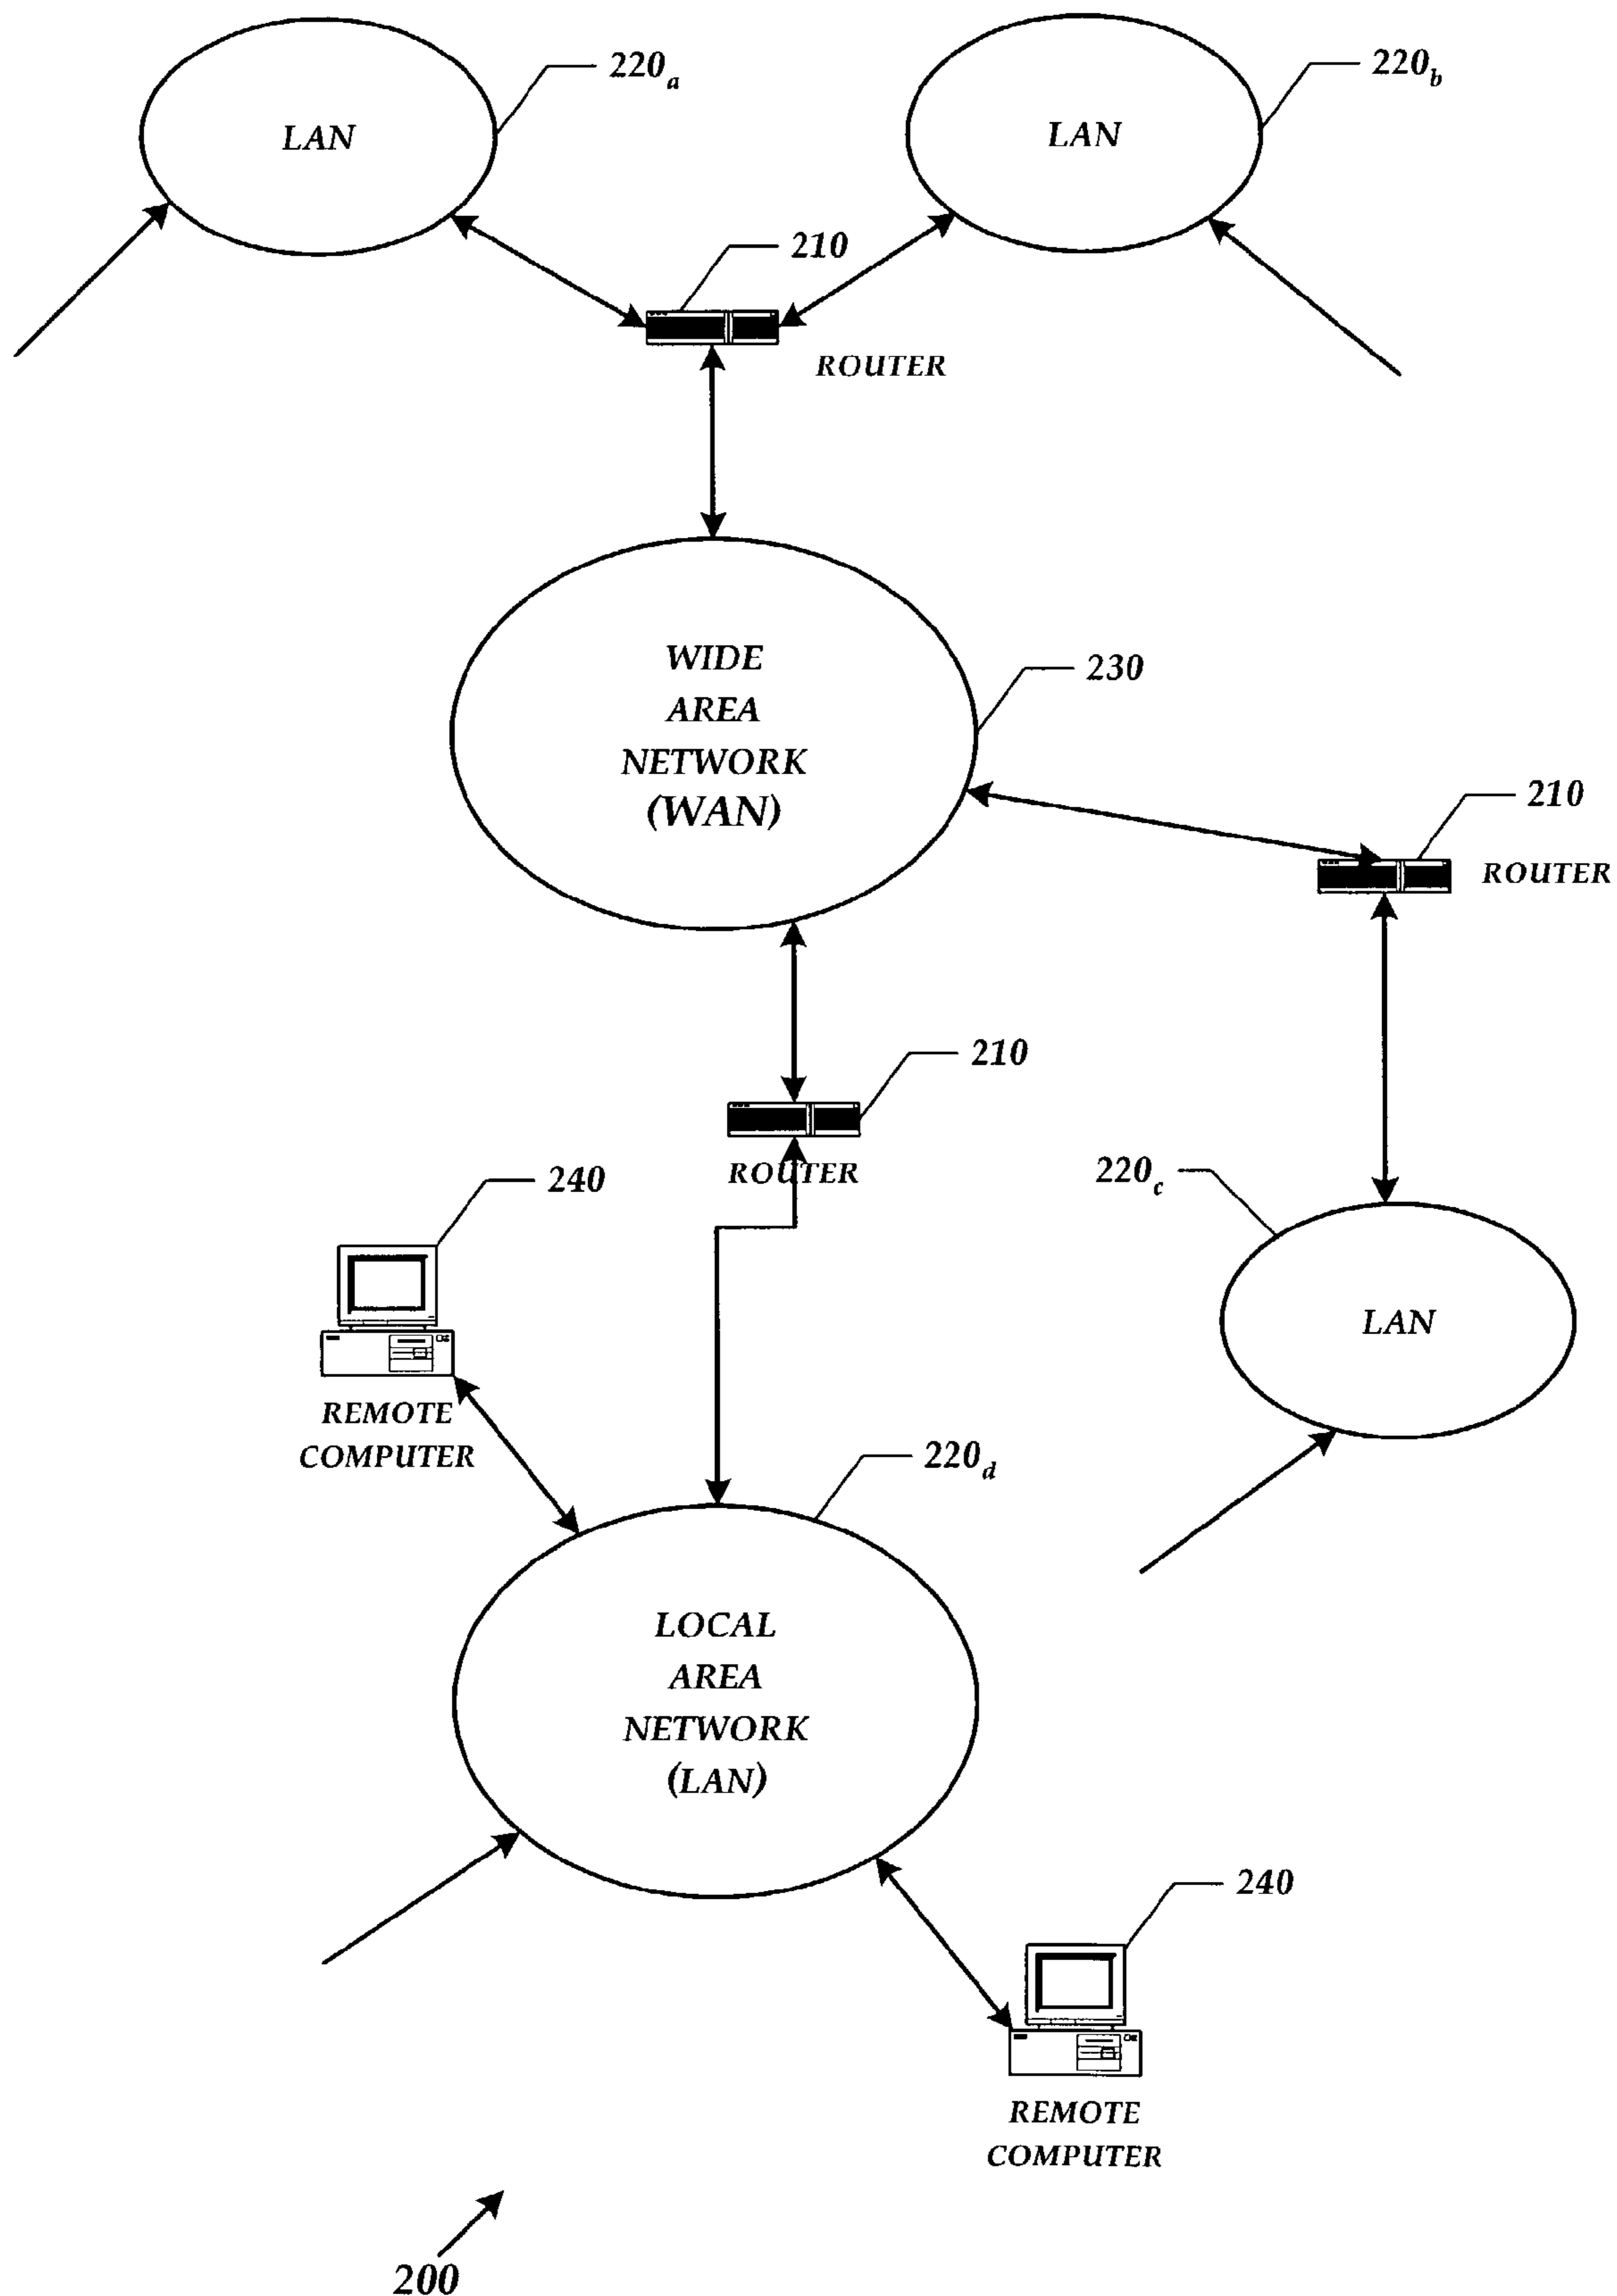 220a
220b
LAN
LAN
210
ROUTER
WIDE
AREA
NETWORK
(WAN)
230
210
ROUTER
210
ROUTER
240
220c
REMOTE
COMPUTER
LAN
220d
LOCAL
AREA
NETWORK
(LAN)
240
REMOTE
COMPUTER
200